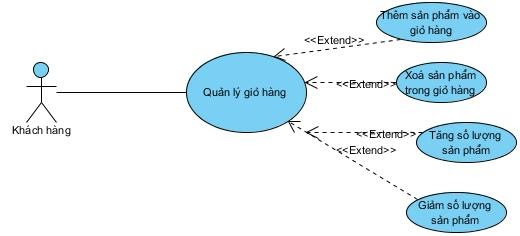 Thêm sản phẩm vào
giỏ hàng
<<Extend>>
Xoá sản phẩm
trong giỏ hàng
<<Extend>>
Quản lý giỏ hàng
Khách hàng
<<Extend>>
Tăng số lượng
sản phẩm
<<Extend>>
Giảm số lượng
sản phẩm